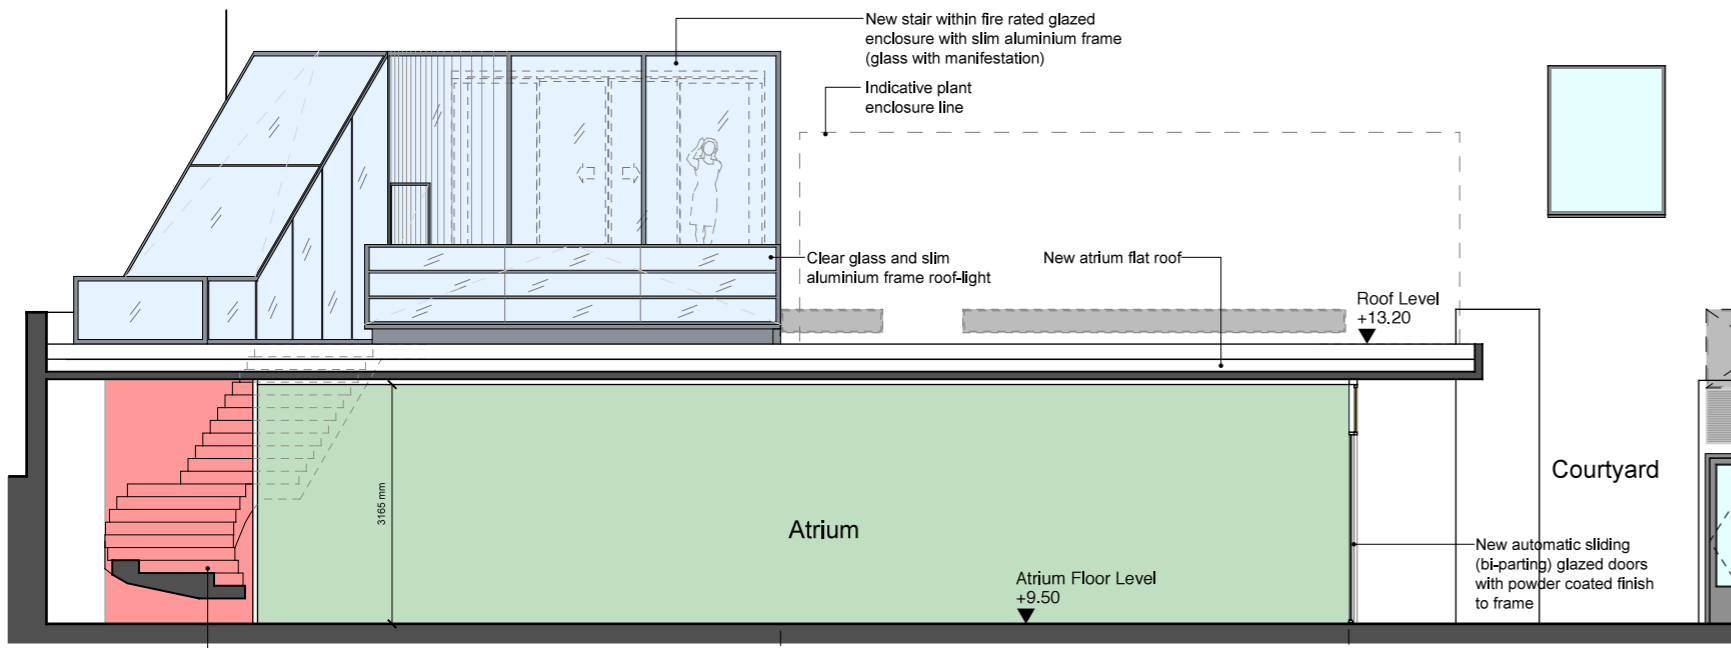 New stair within fire rated glazed
enclosure with slim aluminium frame
(glass with manifestation)
Indicative plant
enclosure line
Clear glass and slim
aluminium frame roof-light
New atrium flat roof
Roof Level
+13.20
3165 mm
Atrium
Courtyard
Atrium Floor Level
+9.50
New automatic sliding
(bi-parting) glazed doors
with powder coated finish
to frame